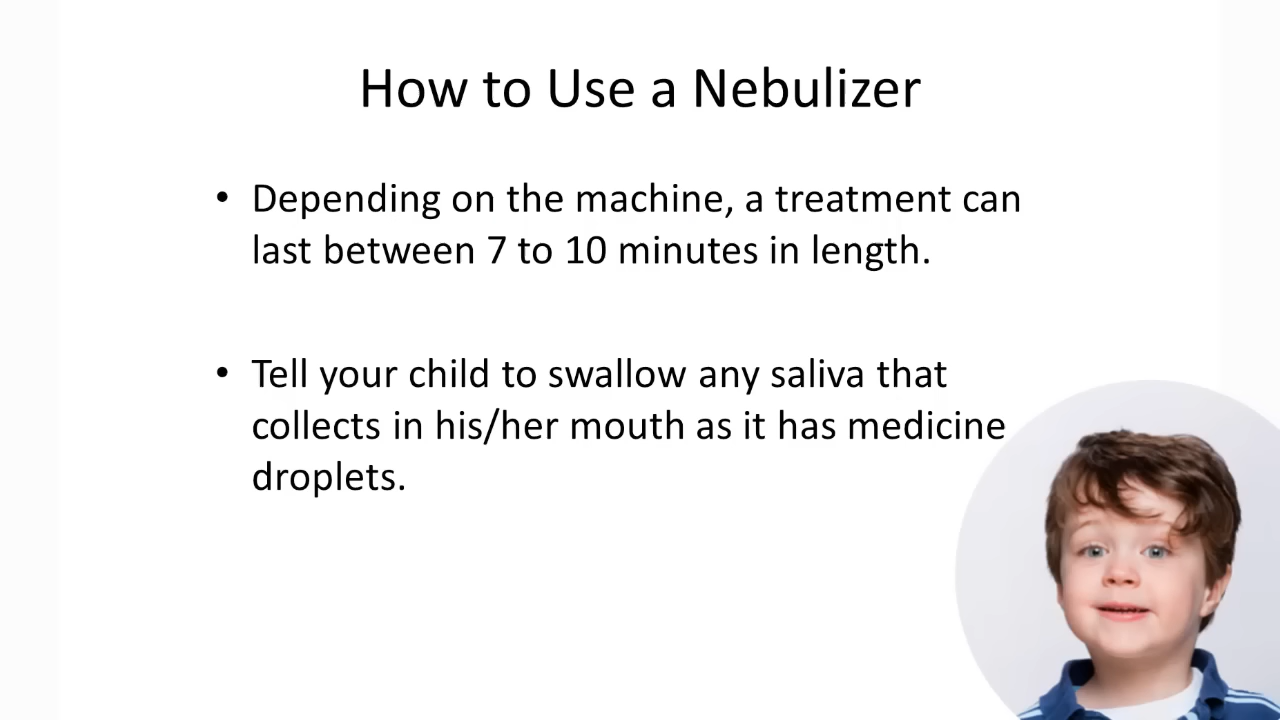 How to Use a Nebulizer
• Depending on the machine, a treatment can
last between 7 to 10 minutes in length.
• Tell your child to swallow any saliva that
collects in his/her mouth as it has medicine
droplets.